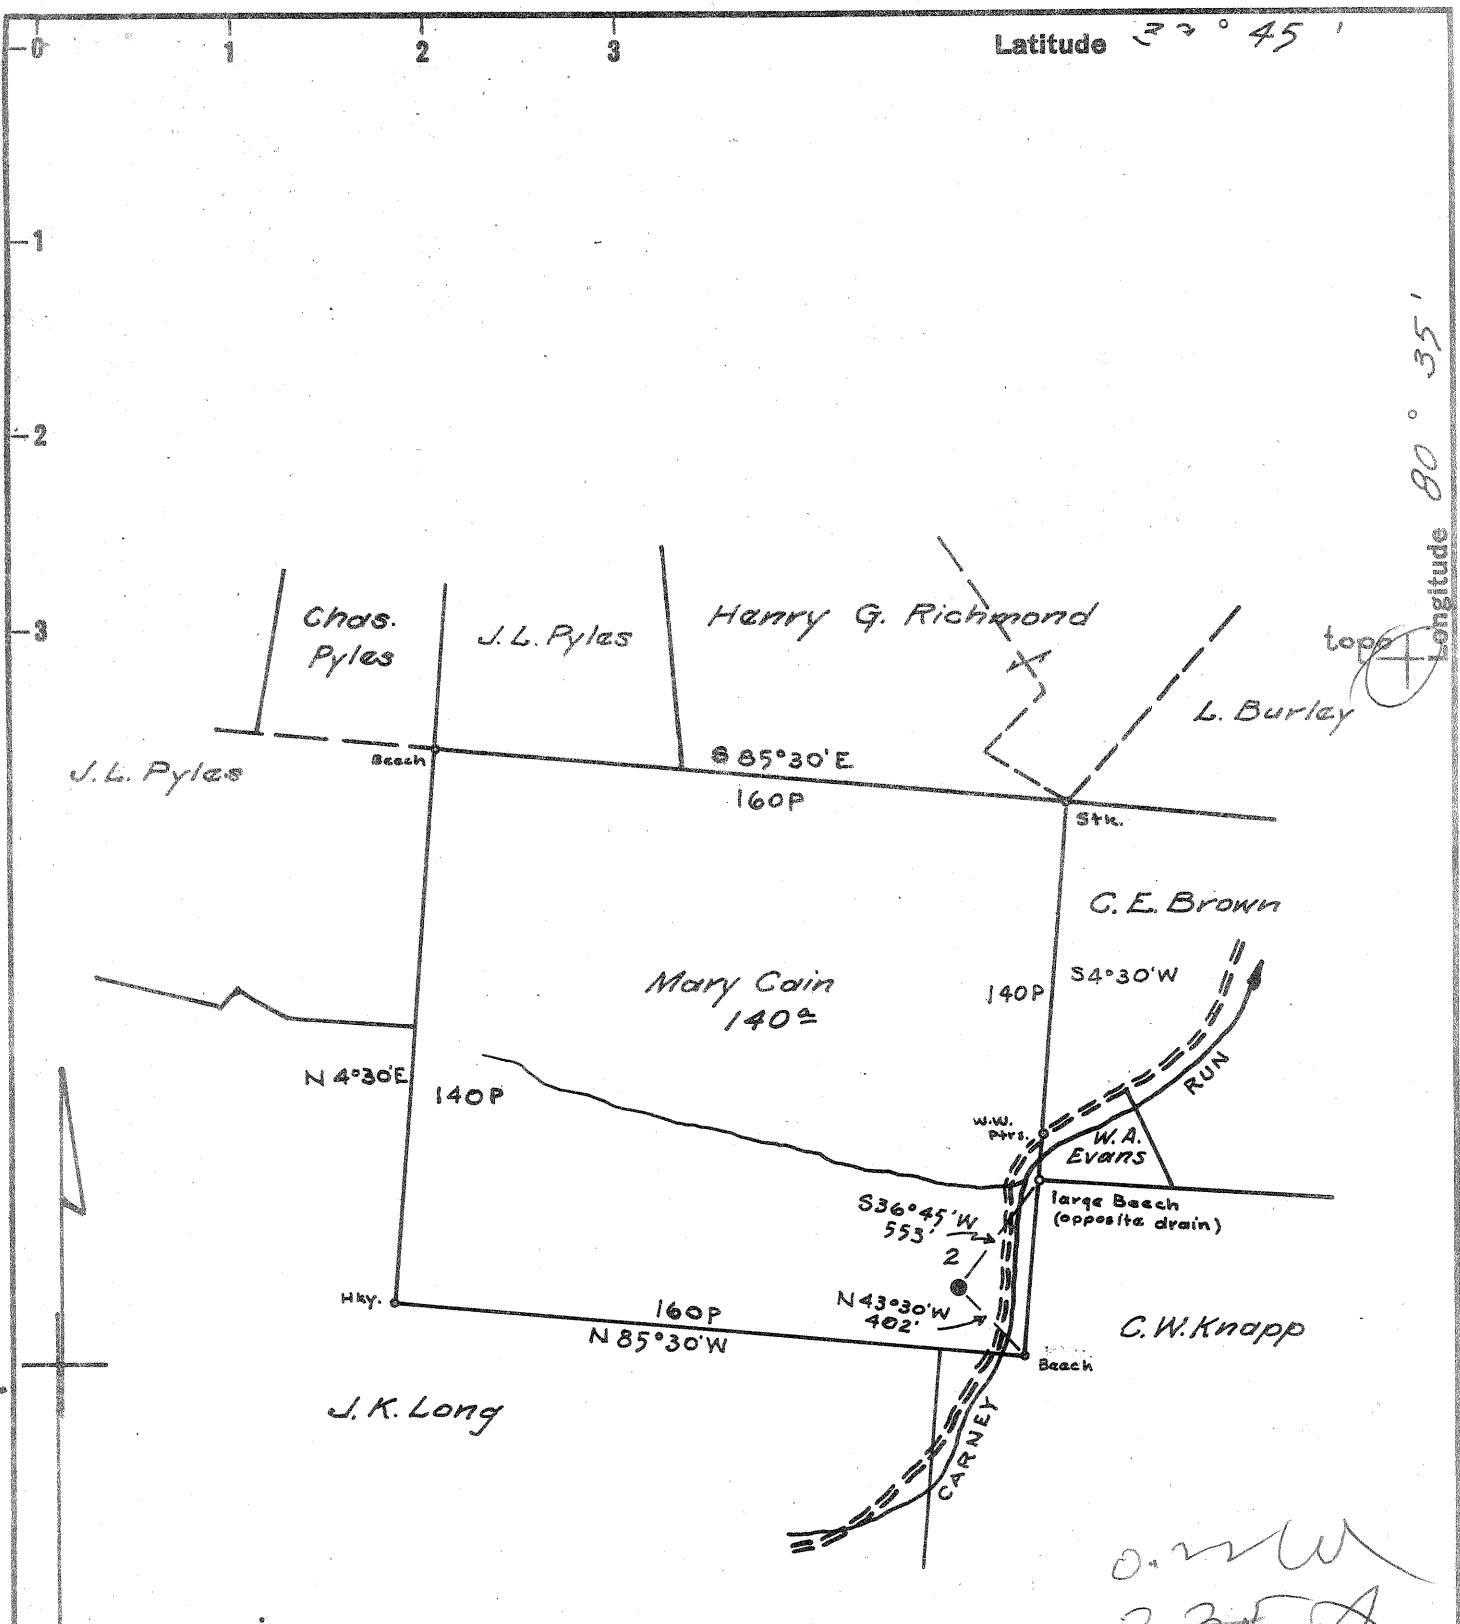 0
1
2
3
Latitude
° 45 '
1
2
3
Longitude 80 ° 35 '
topo
Chas.
Pyles
J.L. Pyles
Henry G. Richmond
L. Burley
J.L. Pyles
Beech
S 85°30'E
160P
Stk.
C.E. Brown
Mary Cain
140 a
140P
S4°30'W
N 4°30'E
140P
RUN
W.W.
Ptrs.
W.A.
Evans
large Beech
(opposite drain)
S36°45'W
553'
2
N43°30'W
402'
Hky.
160P
N 85°30'W
C.W. Knapp
Beech
J.K. Long
CARNEY